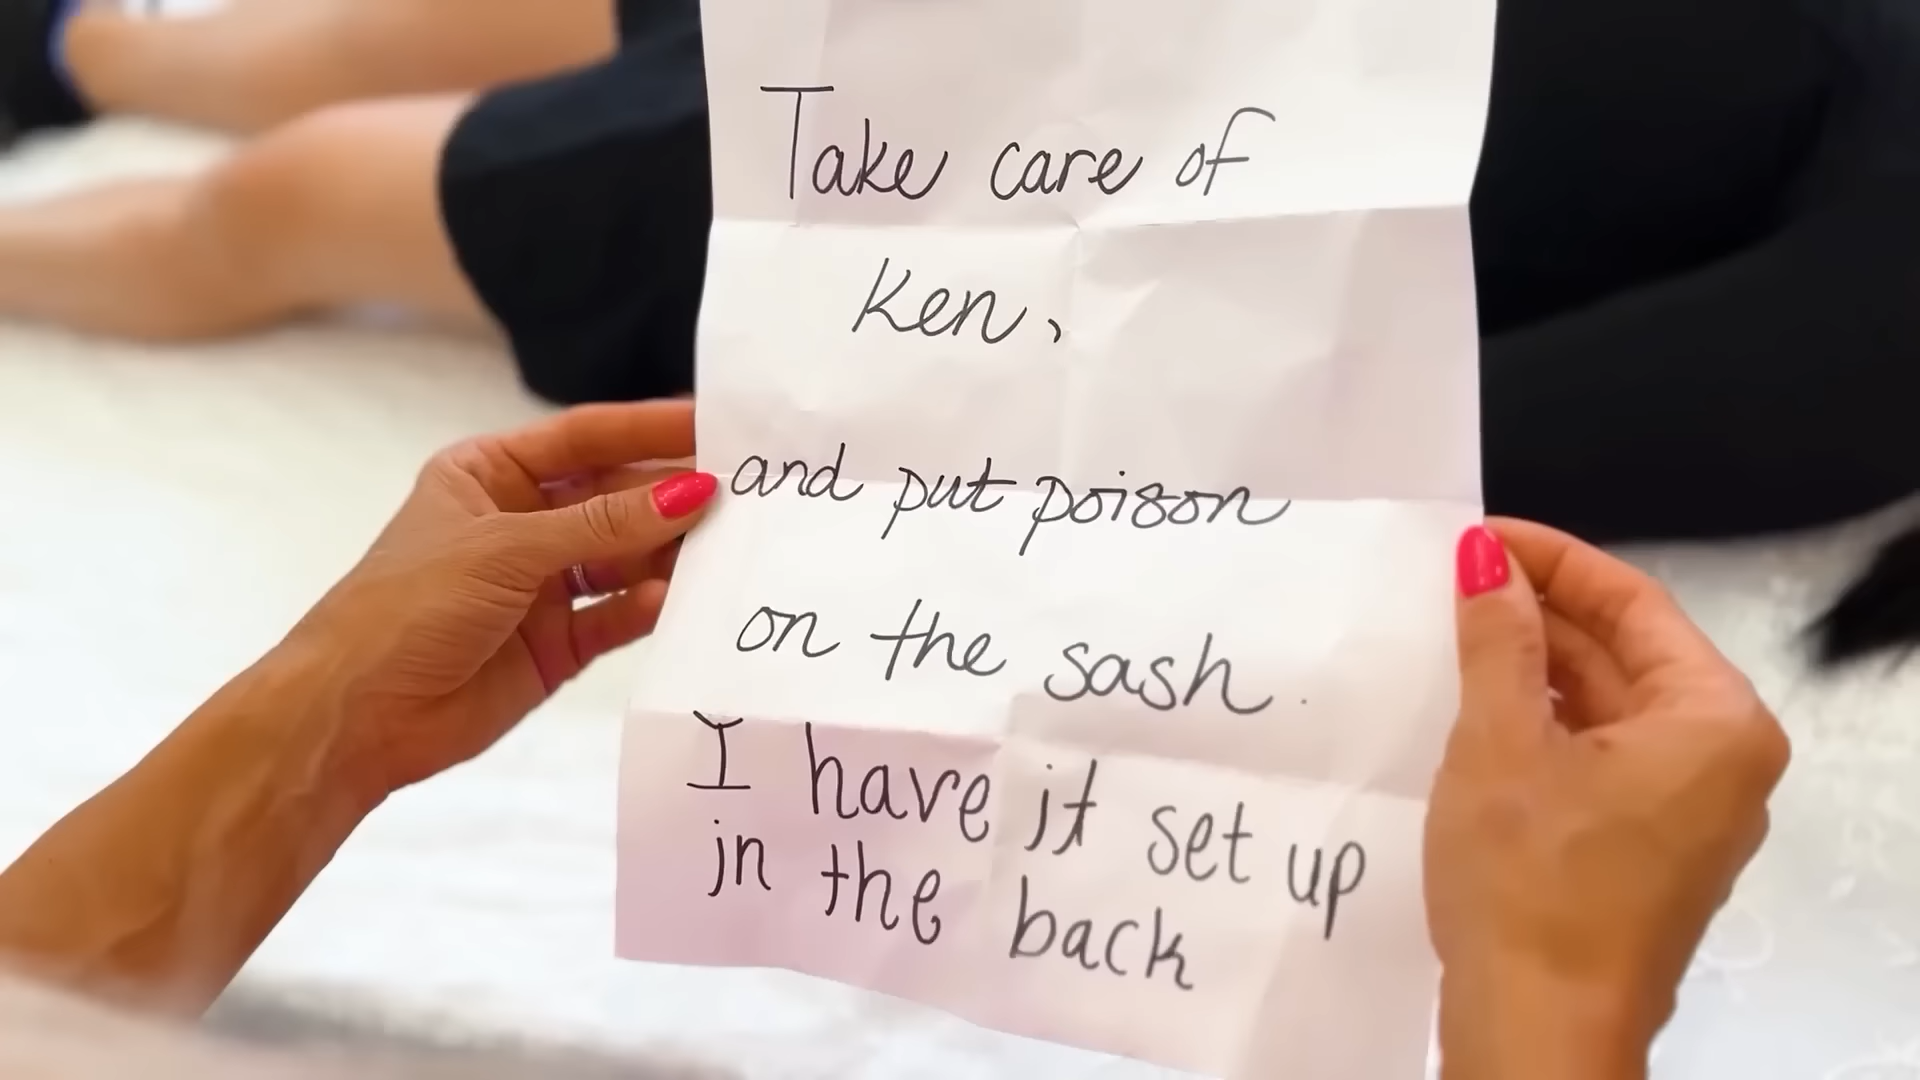 Take care of
Ken,
and put poison
on the sash.
I have it set up
in the back